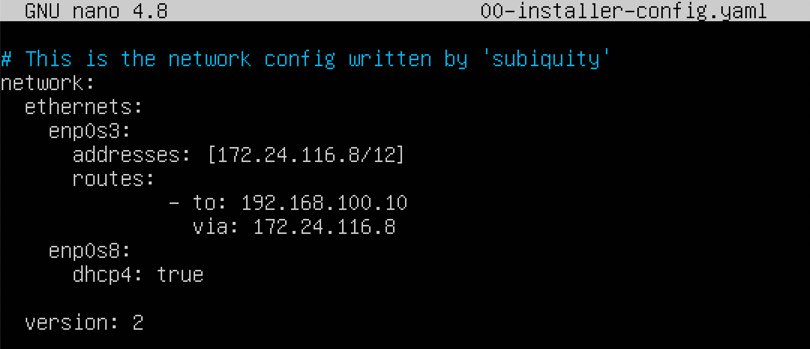 GNU nano 4.8 00-installer-config.yaml
# This is the network config written by 'subiquity'
network:
  ethernets:
    enp0s3:
      addresses: [172.24.116.8/12]
      routes:
              - to: 192.168.100.10
                via: 172.24.116.8
    enp0s8:
      dhcp4: true
  version: 2